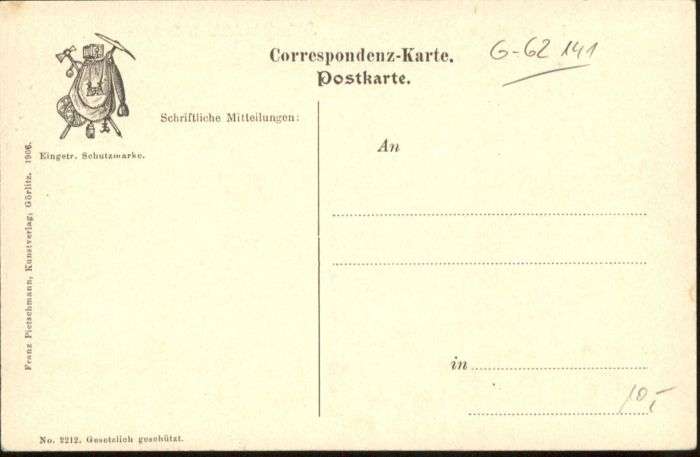 Correspondenz-Karte.
Postkarte.
G-62 141
Schriftliche Mitteilungen:
Eingetr. Schutzmarke.
An
in
10,-
Franz Pietschmann, Kunstverlag, Görlitz. 1906.
No. 2212. Gesetzlich geschützt.